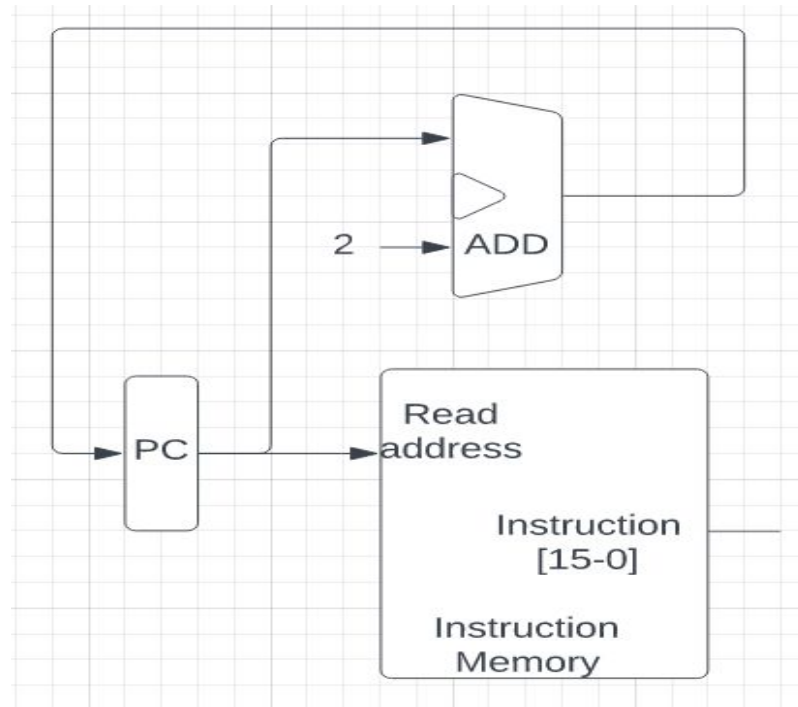 2
ADD
PC
Read
address
Instruction
[15-0]
Instruction
Memory